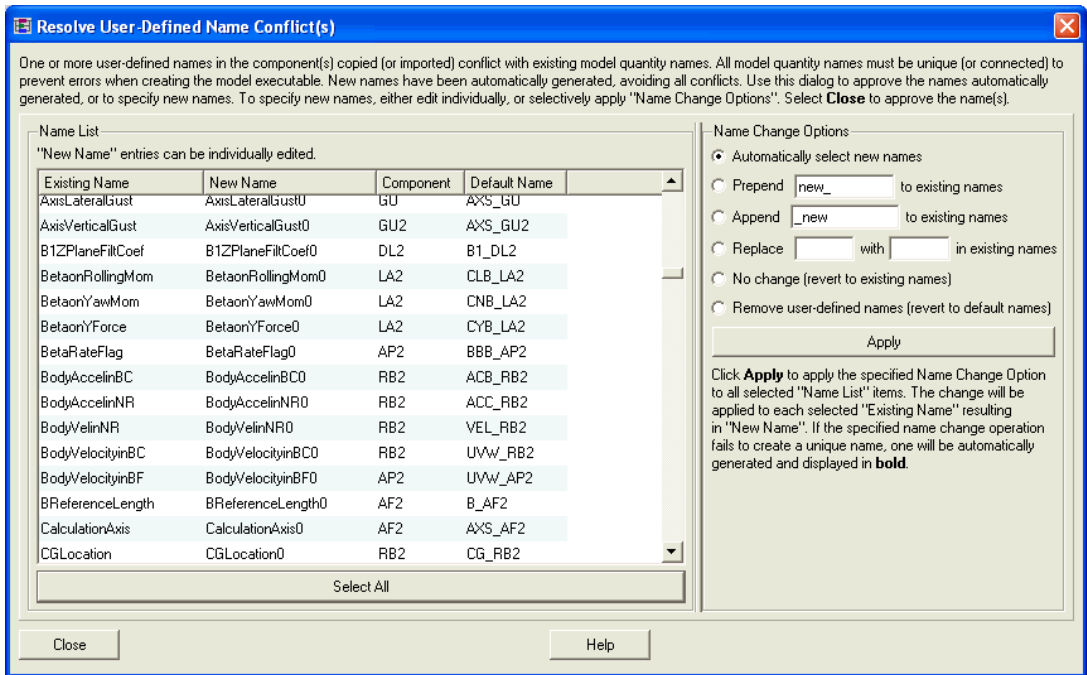 Resolve User-Defined Name Conflict(s)
One or more user-defined names in the component(s) copied (or imported) conflict with existing model quantity names. All model quantity names must be unique (or connected) to
prevent errors when creating the model executable. New names have been automatically generated, avoiding all conflicts. Use this dialog to approve the names automatically
generated, or to specify new names. To specify new names, either edit individually, or selectively apply "Name Change Options". Select Close to approve the name(s).
Name List
"New Name" entries can be individually edited.
Existing Name New Name Component Default Name
AxisLateralGust AxisLateralGust0 GU AXS_GU
AxisVerticalGust AxisVerticalGust0 GU2 AXS_GU2
B1ZPlaneFiltCoef B1ZPlaneFiltCoef0 DL2 B1_DL2
BetaonRollingMom BetaonRollingMom0 LA2 CLB_LA2
BetaonYawMom BetaonYawMom0 LA2 CNB_LA2
BetaonYForce BetaonYForce0 LA2 CYB_LA2
BetaRateFlag BetaRateFlag0 AP2 BBB_AP2
BodyAccelinBC BodyAccelinBC0 RB2 ACB_RB2
BodyAccelinNR BodyAccelinNR0 RB2 ACC_RB2
BodyVelinNR BodyVelinNR0 RB2 VEL_RB2
BodyVelocityinBC BodyVelocityinBC0 RB2 UVW_RB2
BodyVelocityinBF BodyVelocityinBF0 AP2 UVW_AP2
BReferenceLength BReferenceLength0 AF2 B_AF2
CalculationAxis CalculationAxis0 AF2 AXS_AF2
CGLocation CGLocation0 RB2 CG_RB2
Select All
Name Change Options
Automatically select new names
Prepend new_ to existing names
Append _new to existing names
Replace with in existing names
No change (revert to existing names)
Remove user-defined names (revert to default names)
Apply
Click Apply to apply the specified Name Change Option
to all selected "Name List" items. The change will be
applied to each selected "Existing Name" resulting
in "New Name". If the specified name change operation
fails to create a unique name, one will be automatically
generated and displayed in bold.
Close Help